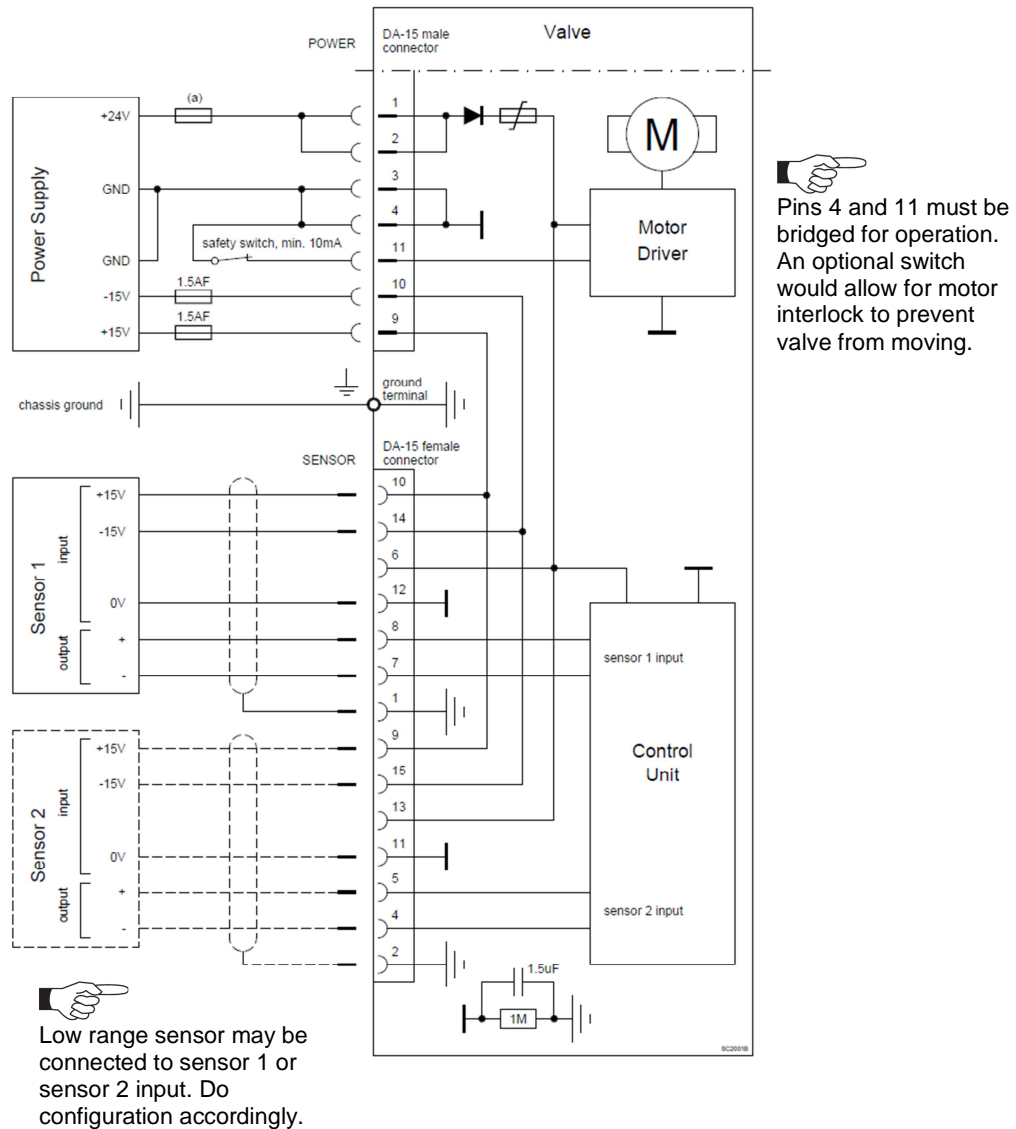 POWER
DA-15 male
connector
Valve
Power Supply
+24V
(a)
1
2
GND
3
4
safety switch, min. 10mA
GND
11
-15V
1.5AF
10
+15V
1.5AF
9
M
Motor
Driver
Pins 4 and 11 must be
bridged for operation.
An optional switch
would allow for motor
interlock to prevent
valve from moving.
chassis ground
ground
terminal
SENSOR
DA-15 female
connector
Sensor 1
input
+15V
10
-15V
14
6
0V
12
output
+
8
-
7
1
sensor 1 input
Control
Unit
Sensor 2
input
+15V
9
-15V
15
13
0V
11
output
+
5
-
4
2
sensor 2 input
1.5uF
1M
SC2001B
Low range sensor may be
connected to sensor 1 or
sensor 2 input. Do
configuration accordingly.